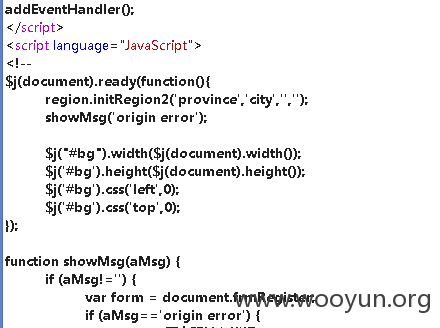 addEventHandler();
</script>
<script language="JavaScript">
<!--
$j(document).ready(function(){
region.initRegion2('province','city','','');
showMsg('origin error');
$j("#bg").width($j(document).width());
$j('#bg').height($j(document).height());
$j('#bg').css('left',0);
$j('#bg').css('top',0);
});
function showMsg(aMsg) {
if (aMsg!='') {
var form = document.frmRegister;
if (aMsg=='origin error') {
www.wooyun.org